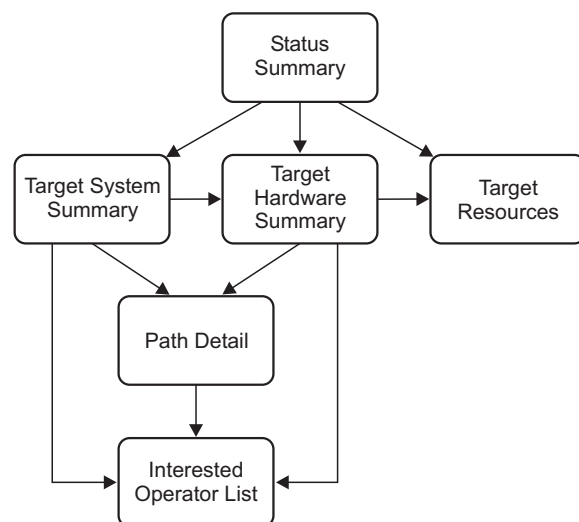 Status
Summary
Target System
Summary
Target
Hardware
Summary
Target
Resources
Path Detail
Interested
Operator List